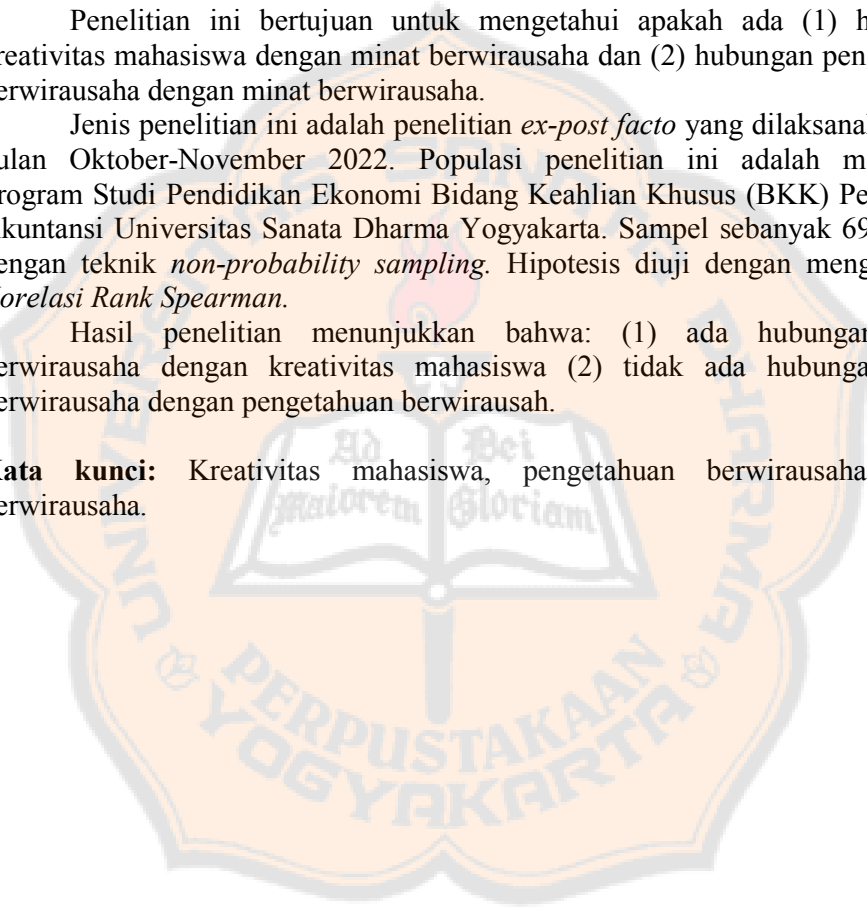 Penelitian ini bertujuan untuk mengetahui apakah ada (1) h
reativitas mahasiswa dengan minat berwirausaha dan (2) hubungan pen
erwirausaha dengan minat berwirausaha.
Jenis penelitian ini adalah penelitian ex-post facto yang dilaksana
ulan Oktober-November 2022. Populasi penelitian ini adalah m
rogram Studi Pendidikan Ekonomi Bidang Keahlian Khusus (BKK) Pe
kuntansi Universitas Sanata Dharma Yogyakarta. Sampel sebanyak 69
engan teknik non-probability sampling. Hipotesis diuji dengan meng
orelasi Rank Spearman.
Hasil penelitian menunjukkan bahwa: (1) ada hubungan
erwirausaha dengan kreativitas mahasiswa (2) tidak ada hubunga
erwirausaha dengan pengetahuan berwirausah.
ata kunci: Kreativitas mahasiswa, pengetahuan berwirausaha
erwirausaha.
UNIVERSITAS SANATA DHARMA
Ad Dei
Maiorem Gloriam
PERPUSTAKAAN
YOGYAKARTA